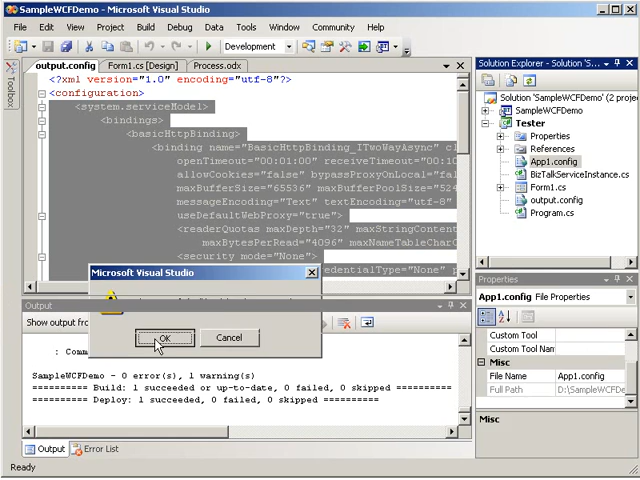 SampleWCFDemo - Microsoft Visual Studio
File Edit View Project Build Debug Data Tools Window Community Help
Development
output.config Form1.cs [Design] Process.odx
<?xml version="1.0" encoding="utf-8"?>
<configuration>
<system.serviceModel>
<bindings>
<basicHttpBinding>
<binding name="BasicHttpBinding_ITwoWayAsync" cl
openTimeout="00:01:00" receiveTimeout="00:10
allowCookies="false" bypassProxyOnLocal="fal
maxBufferSize="65536" maxBufferPoolSize="524
messageEncoding="Text" textEncoding="utf-8"
useDefaultWebProxy="true">
<readerQuotas maxDepth="32" maxStringConten
maxBytesPerRead="4096" maxNameTableChar
<security mode="None">
redentialType="None" p
Toolbox
Microsoft Visual Studio
OK Cancel
Output
Show output fro
: Comm
SampleWCFDemo - 0 error(s), 1 warning(s)
========== Build: 1 succeeded or up-to-date, 0 failed, 0 skipped ==========
========== Deploy: 1 succeeded, 0 failed, 0 skipped ==========
Output Error List
Ready
Solution Explorer - Solution 'S...
Solution 'SampleWCFDemo' (2 projec
SampleWCFDemo
Tester
Properties
References
App1.config
BizTalkServiceInstance.cs
Form1.cs
output.config
Program.cs
Properties
App1.config File Properties
Custom Tool
Custom Tool Nam
Misc
File Name App1.config
Full Path D:\SampleWCFDe
Misc